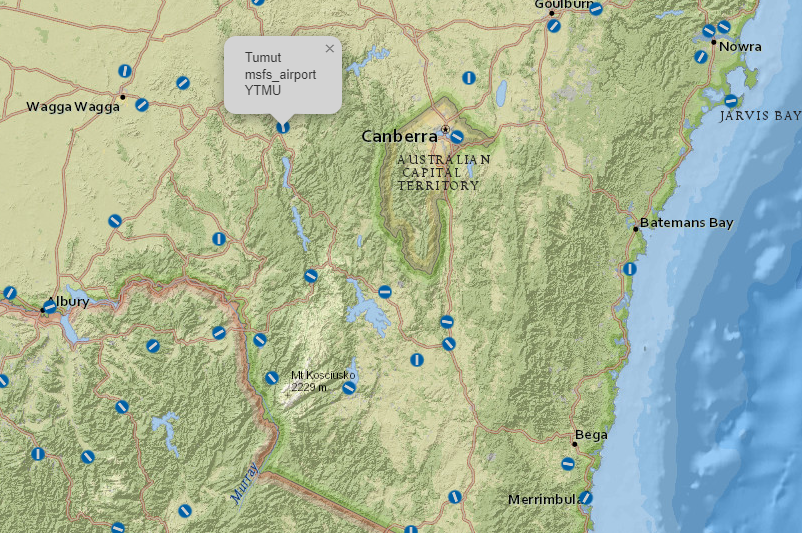 Goulburn
Nowra
Tumut
msfs_airport
YTMU
×
Wagga Wagga
JARVIS BAY
Canberra
AUSTRALIAN
CAPITAL
TERRITORY
Batemans Bay
Albury
Mt Kosciusko
2229 m
Bega
Murray
Merrimbula